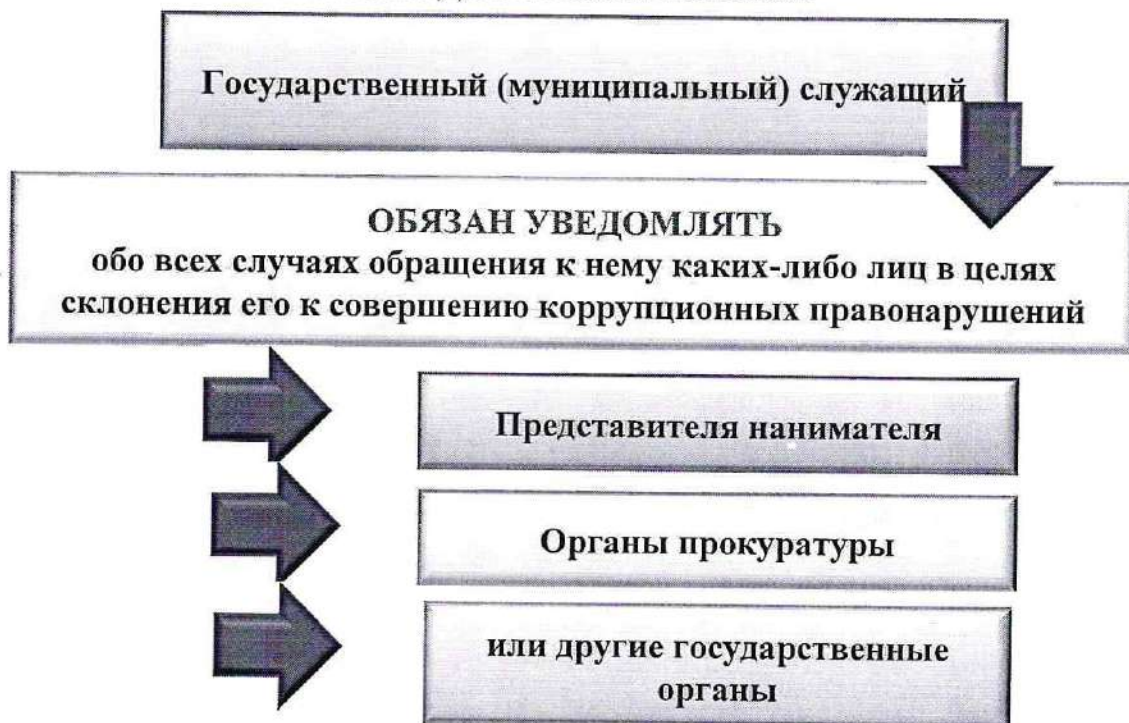 Государственный (муниципальный) служащий
ОБЯЗАН УВЕДОМЛЯТЬ
обо всех случаях обращения к нему каких-либо лиц в целях
склонения его к совершению коррупционных правонарушений
Представителя нанимателя
Органы прокуратуры
или другие государственные
органы